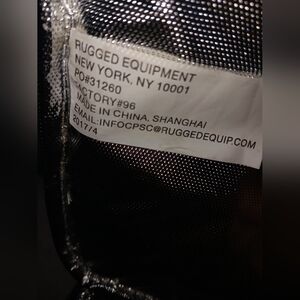 RUGGED EQUIPMENT
NEW YORK, NY 10001
PO#31260
FACTORY#96
MADE IN CHINA. SHANGHAI
2017/4
EMAIL:INFOCPSC@RUGGEDEQUIP.COM